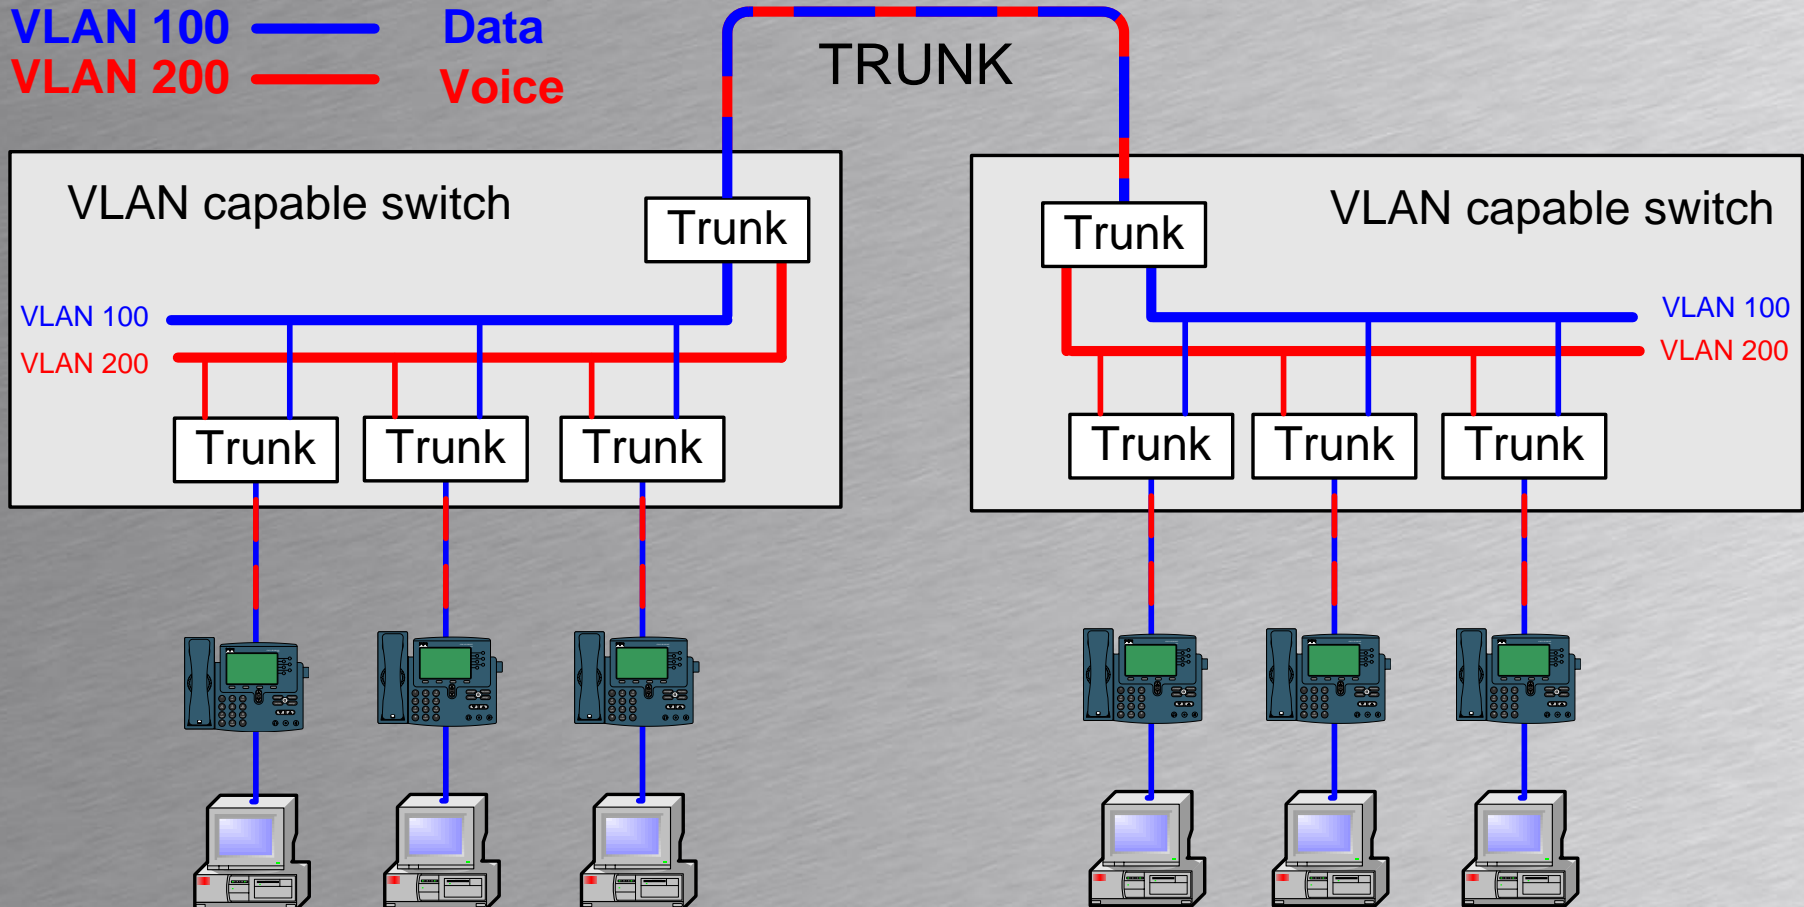 VLAN 100 Data
VLAN 200 Voice
TRUNK
VLAN capable switch
Trunk
VLAN 100
VLAN 200
Trunk Trunk Trunk
VLAN capable switch
Trunk
VLAN 100
VLAN 200
Trunk Trunk Trunk